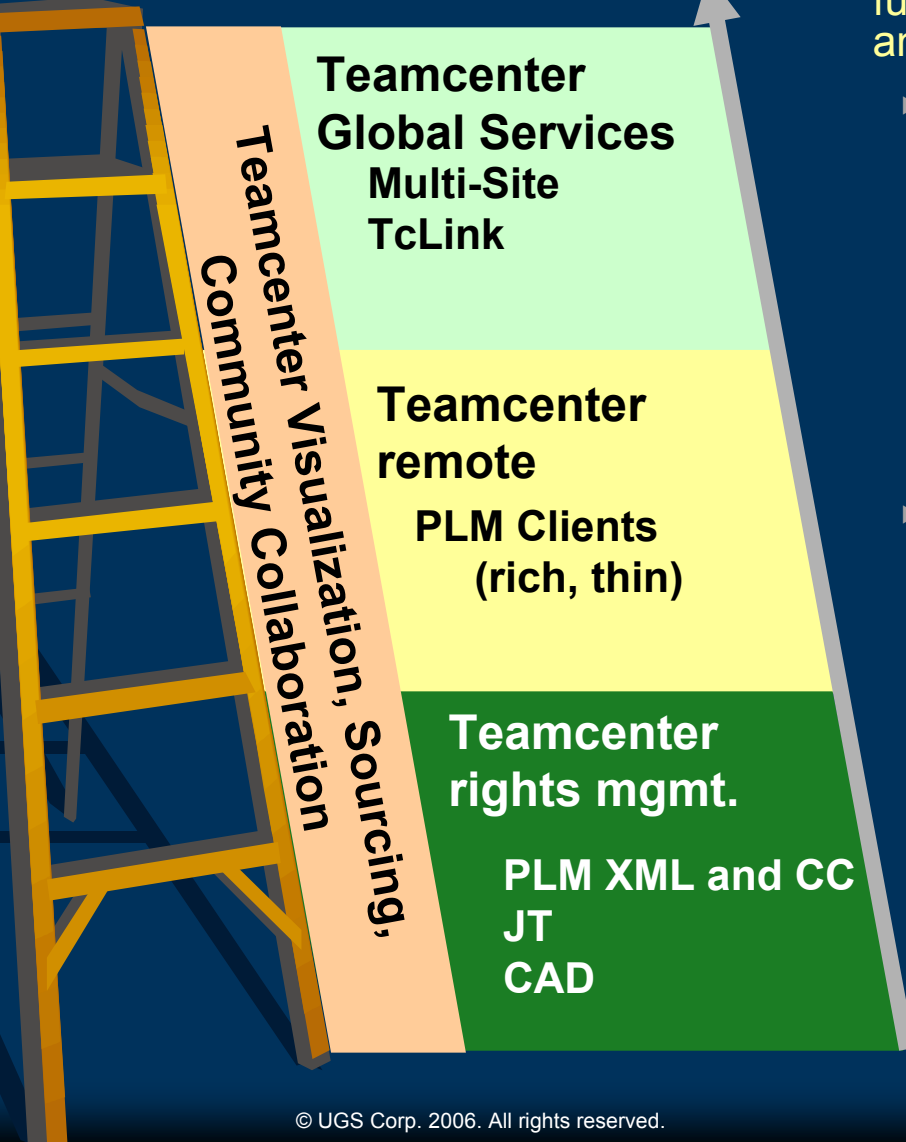 Teamcenter
Global Services
Multi-Site
TcLink
Teamcenter Visualization, Sourcing,
Community Collaboration
Teamcenter
remote
PLM Clients
(rich, thin)
Teamcenter
rights mgmt.
PLM XML and CC
JT
CAD
© UGS Corp. 2006. All rights reserved.